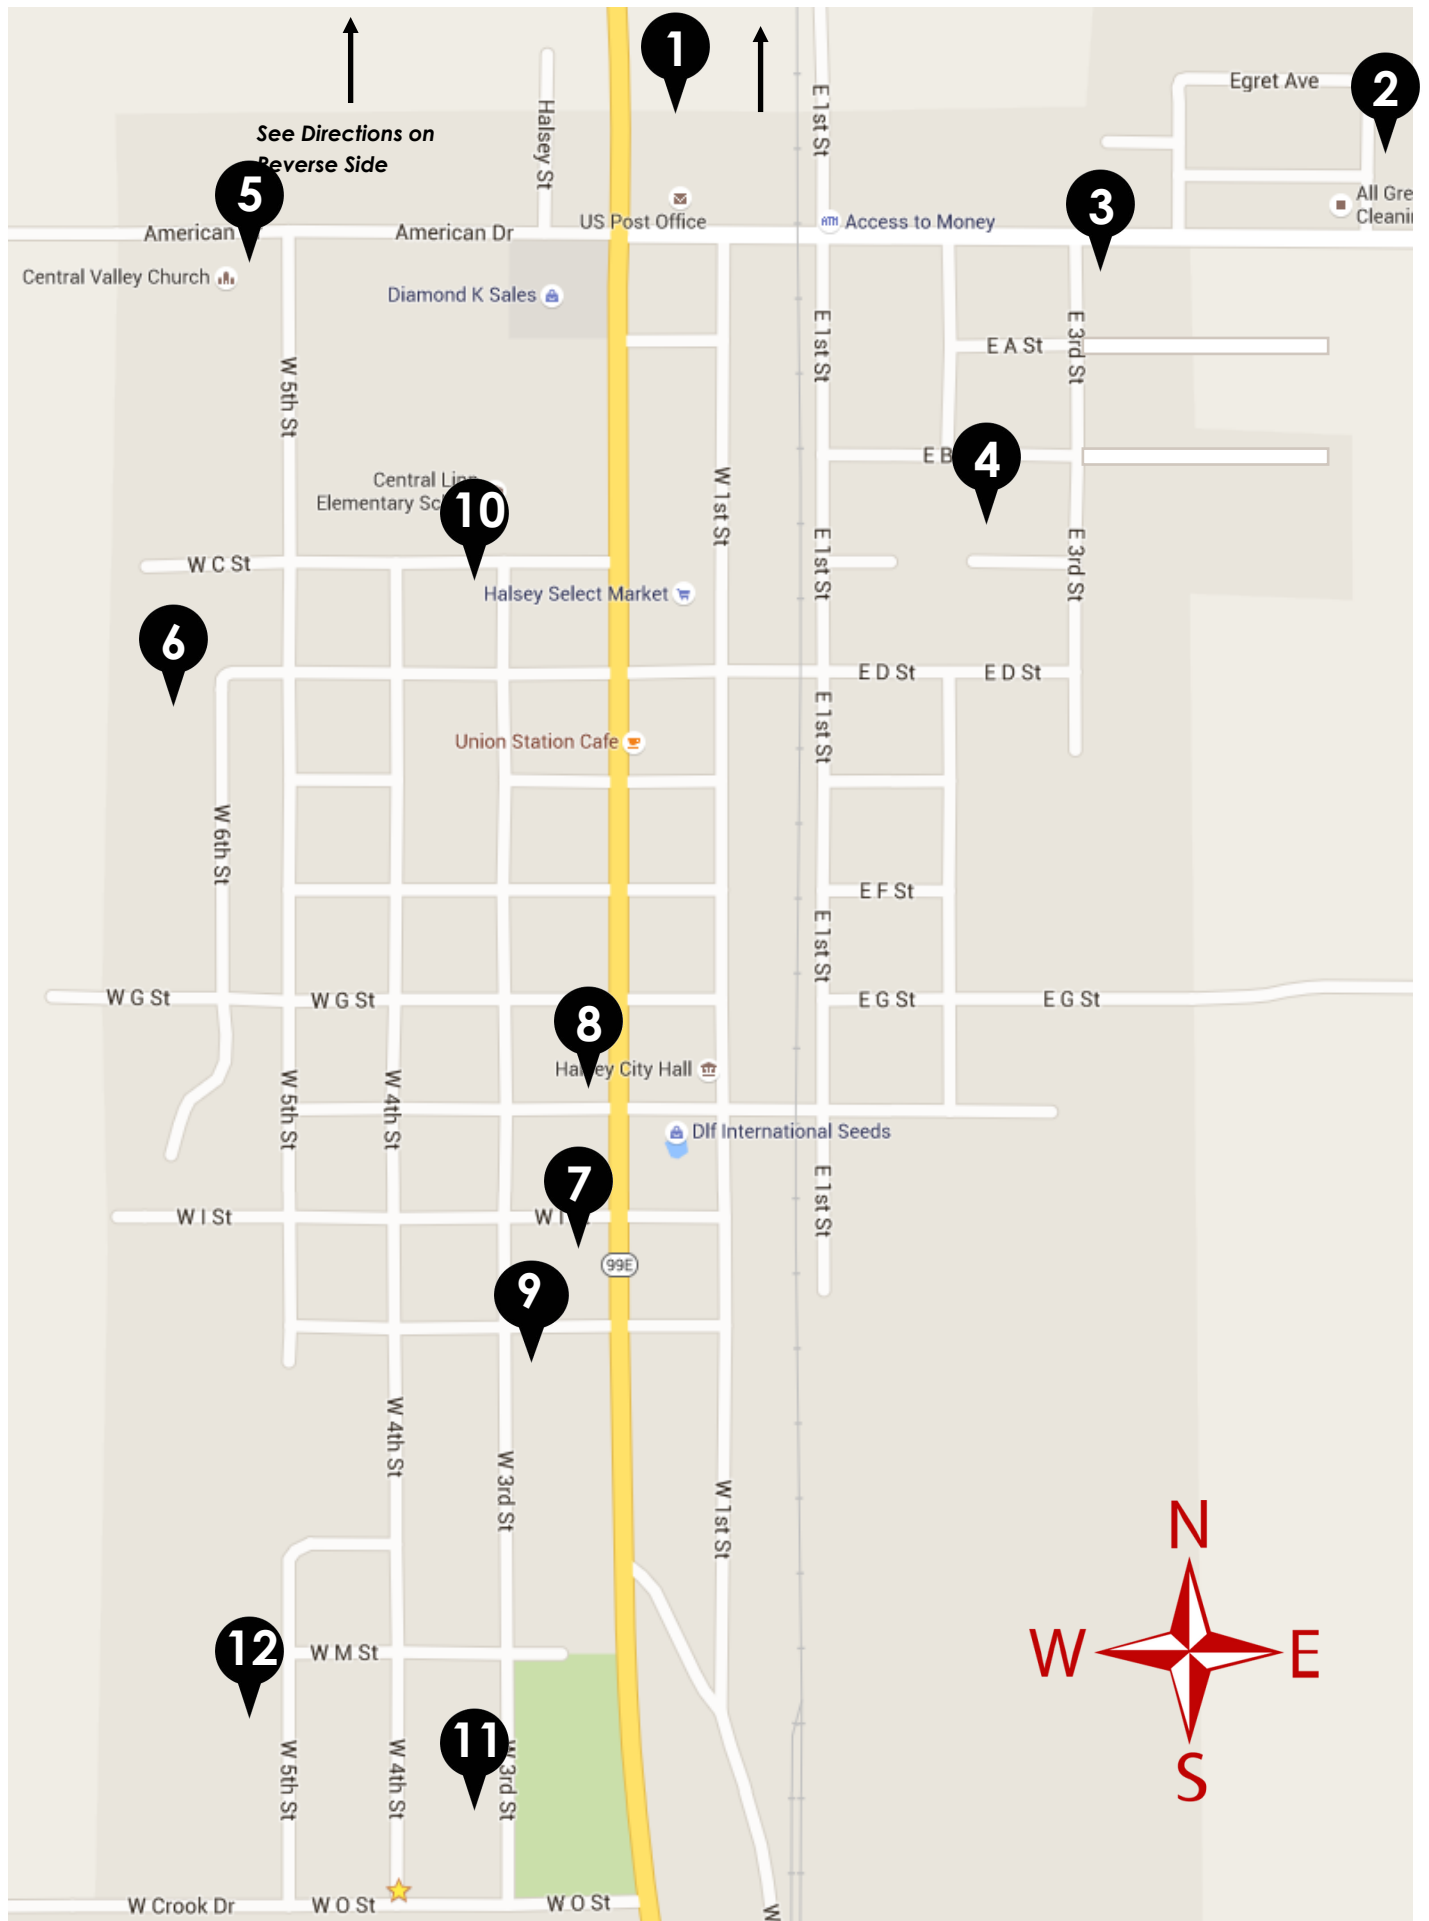 1
2
Egret Ave
See Directions on
Reverse Side
Halsey St
E 1st St
5
3
All Gre
Cleani
US Post Office
Access to Money
ATM
American
American Dr
Central Valley Church
Diamond K Sales
E 1st St
E 3rd St
E A St
W 5th St
E B
4
Central Linn
Elementary Sc
10
W 1st St
E 1st St
E 3rd St
W C St
Halsey Select Market
6
E D St
E D St
E 1st St
Union Station Cafe
W 6th St
E F St
E 1st St
W G St
W G St
E G St
E G St
8
Halsey City Hall
W 5th St
W 4th St
Dlf International Seeds
7
E 1st St
W I St
W I
99E
9
W 4th St
W 3rd St
W 1st St
N
W
E
S
12
W M St
11
W 5th St
W 4th St
W 3rd St
W Crook Dr
W O St
W O St
W